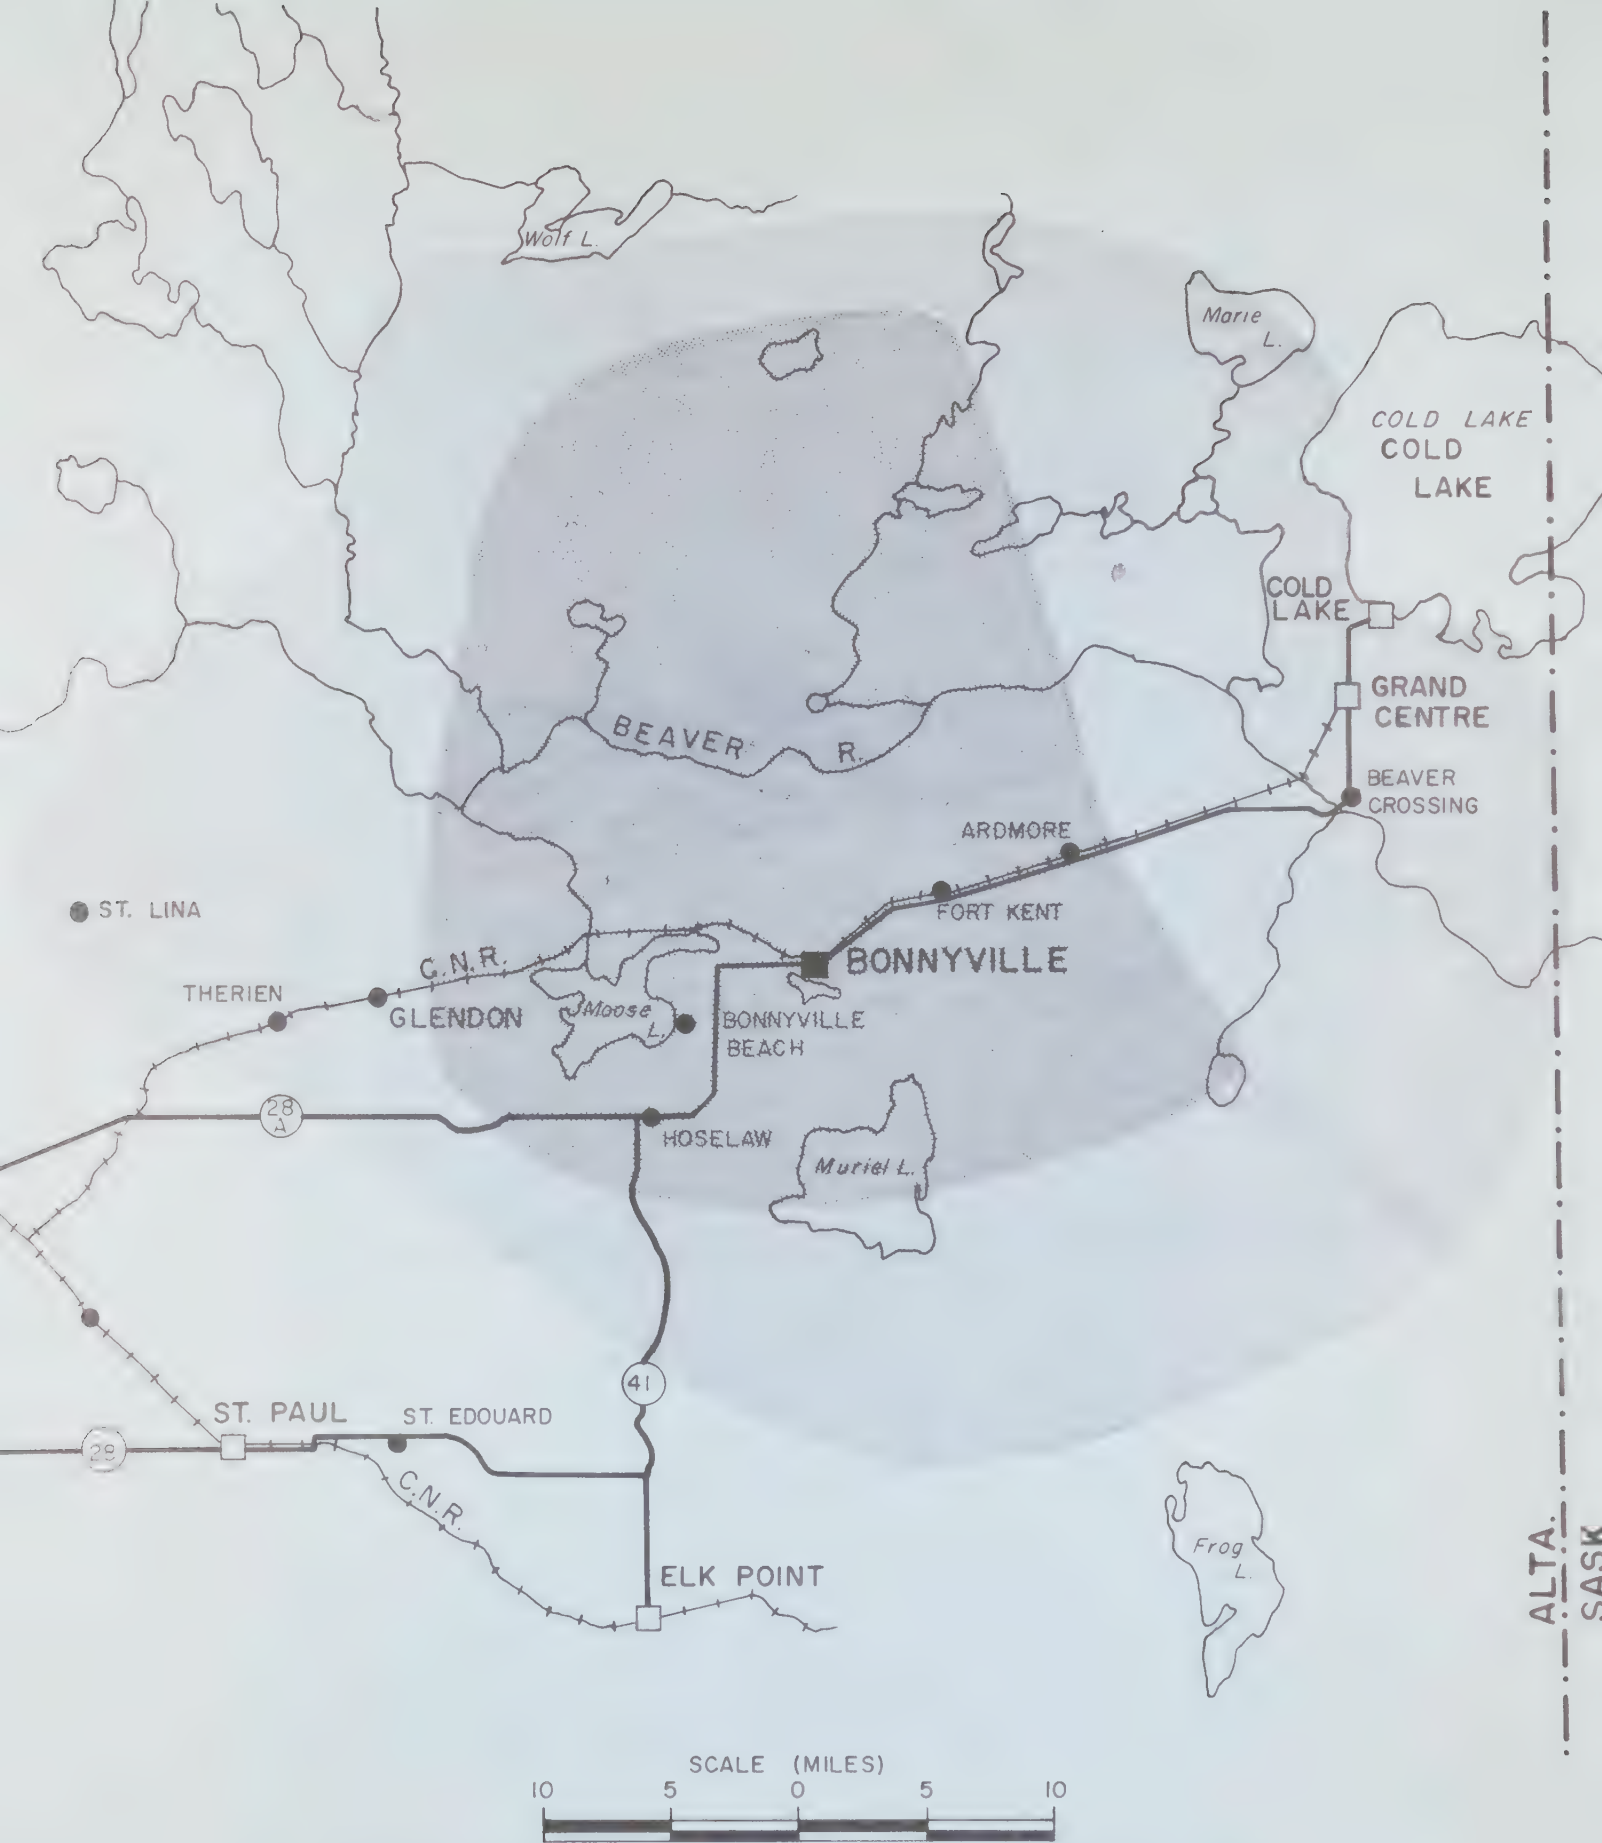 Wolf L.
Marie
L.
COLD LAKE
COLD
LAKE
COLD
LAKE
GRAND
CENTRE
BEAVER R.
BEAVER
CROSSING
ARDMORE
FORT KENT
ST. LINA
C.N.R.
BONNYVILLE
THERIEN
GLENDON
Moose
L.
BONNYVILLE
BEACH
28
A
HOSELAW
Muriel L.
41
ST. PAUL
ST. EDOUARD
28
C.N.R.
Frog
L.
ALTA.
SASK
ELK POINT
SCALE (MILES)
10 5 0 5 10